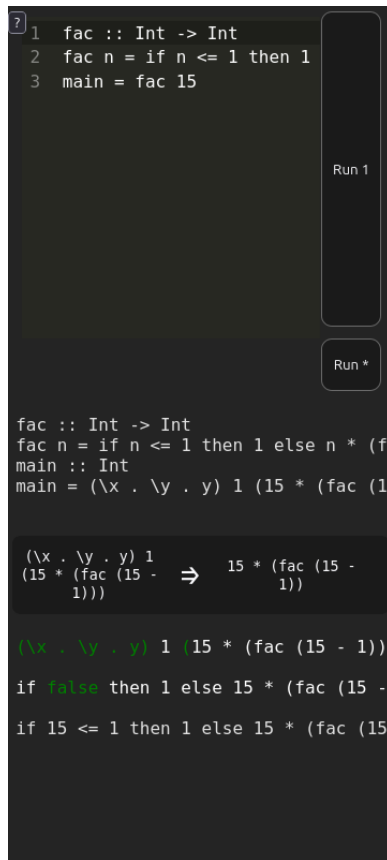 ?
1 fac :: Int -> Int
2 fac n = if n <= 1 then 1
3 main = fac 15
Run 1
Run *
fac :: Int -> Int
fac n = if n <= 1 then 1 else n * (f
main :: Int
main = (\x . \y . y) 1 (15 * (fac (1
(\x . \y . y) 1
(15 * (fac (15 -
1)))
⇒
15 * (fac (15 -
1))
(\x . \y . y) 1 (15 * (fac (15 - 1))
if false then 1 else 15 * (fac (15 -
if 15 <= 1 then 1 else 15 * (fac (15